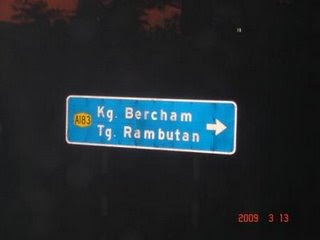 A183
Kg. Bercham
Tg. Rambutan
2009 3 13